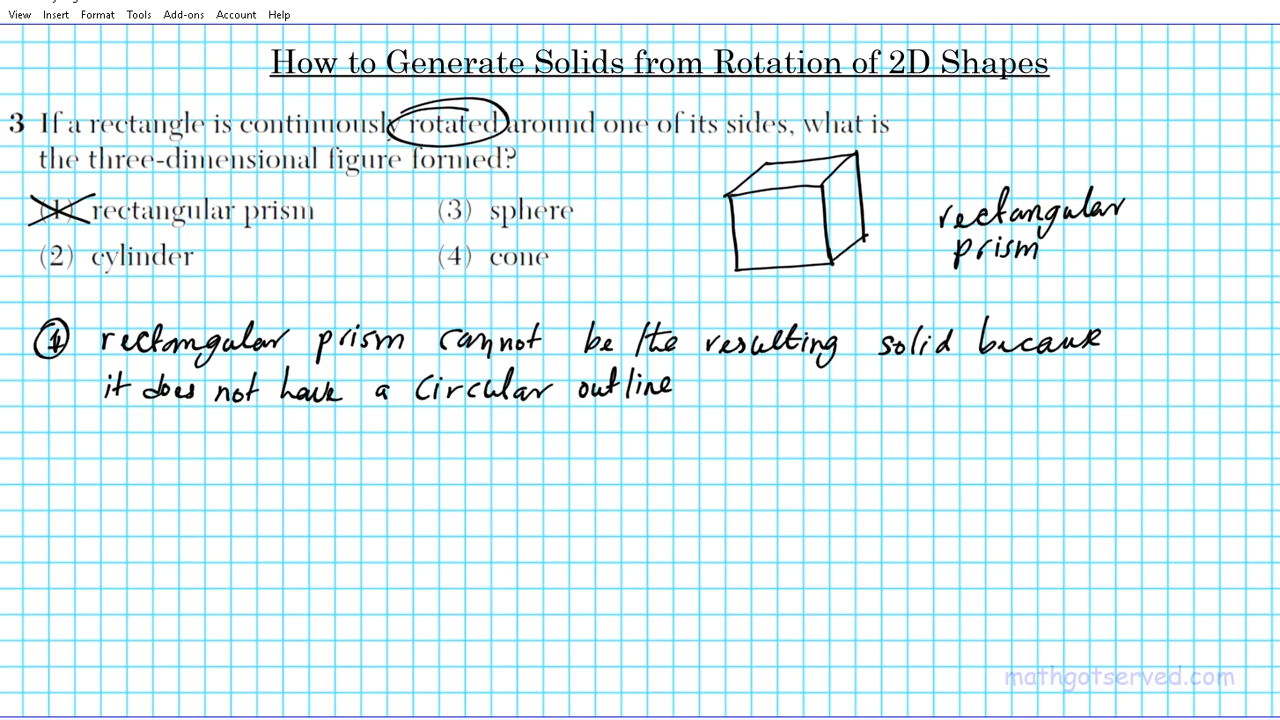 View Insert Format Tools Add-ons Account Help
How to Generate Solids from Rotation of 2D Shapes
3 If a rectangle is continuously rotated around one of its sides, what is
the three-dimensional figure formed?
(1) rectangular prism (3) sphere
(2) cylinder (4) cone
rectangular
prism
1 rectangular prism cannot be the resulting solid because
it does not have a circular outline
mathgotserved.com